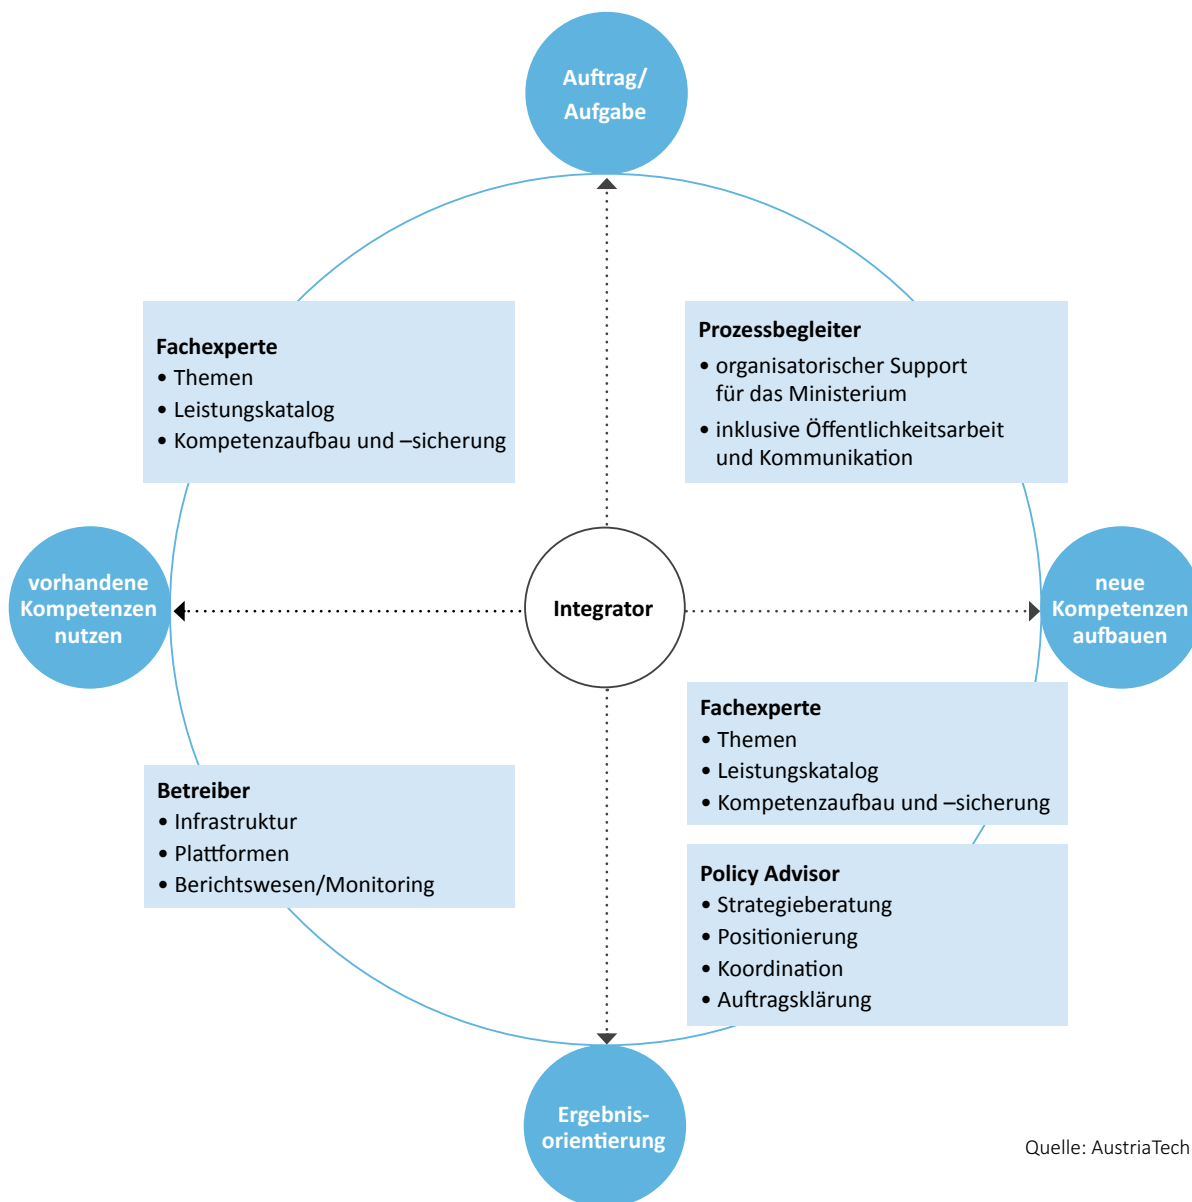 Auftrag/
Aufgabe
Fachexperte
• Themen
• Leistungskatalog
• Kompetenzaufbau und –sicherung
Prozessbegleiter
• organisatorischer Support
für das Ministerium
• inklusive Öffentlichkeitsarbeit
und Kommunikation
vorhandene
Kompetenzen
nutzen
Integrator
neue
Kompetenzen
aufbauen
Betreiber
• Infrastruktur
• Plattformen
• Berichtswesen/Monitoring
Fachexperte
• Themen
• Leistungskatalog
• Kompetenzaufbau und –sicherung
Policy Advisor
• Strategieberatung
• Positionierung
• Koordination
• Auftragsklärung
Ergebnis-
orientierung
Quelle: AustriaTech